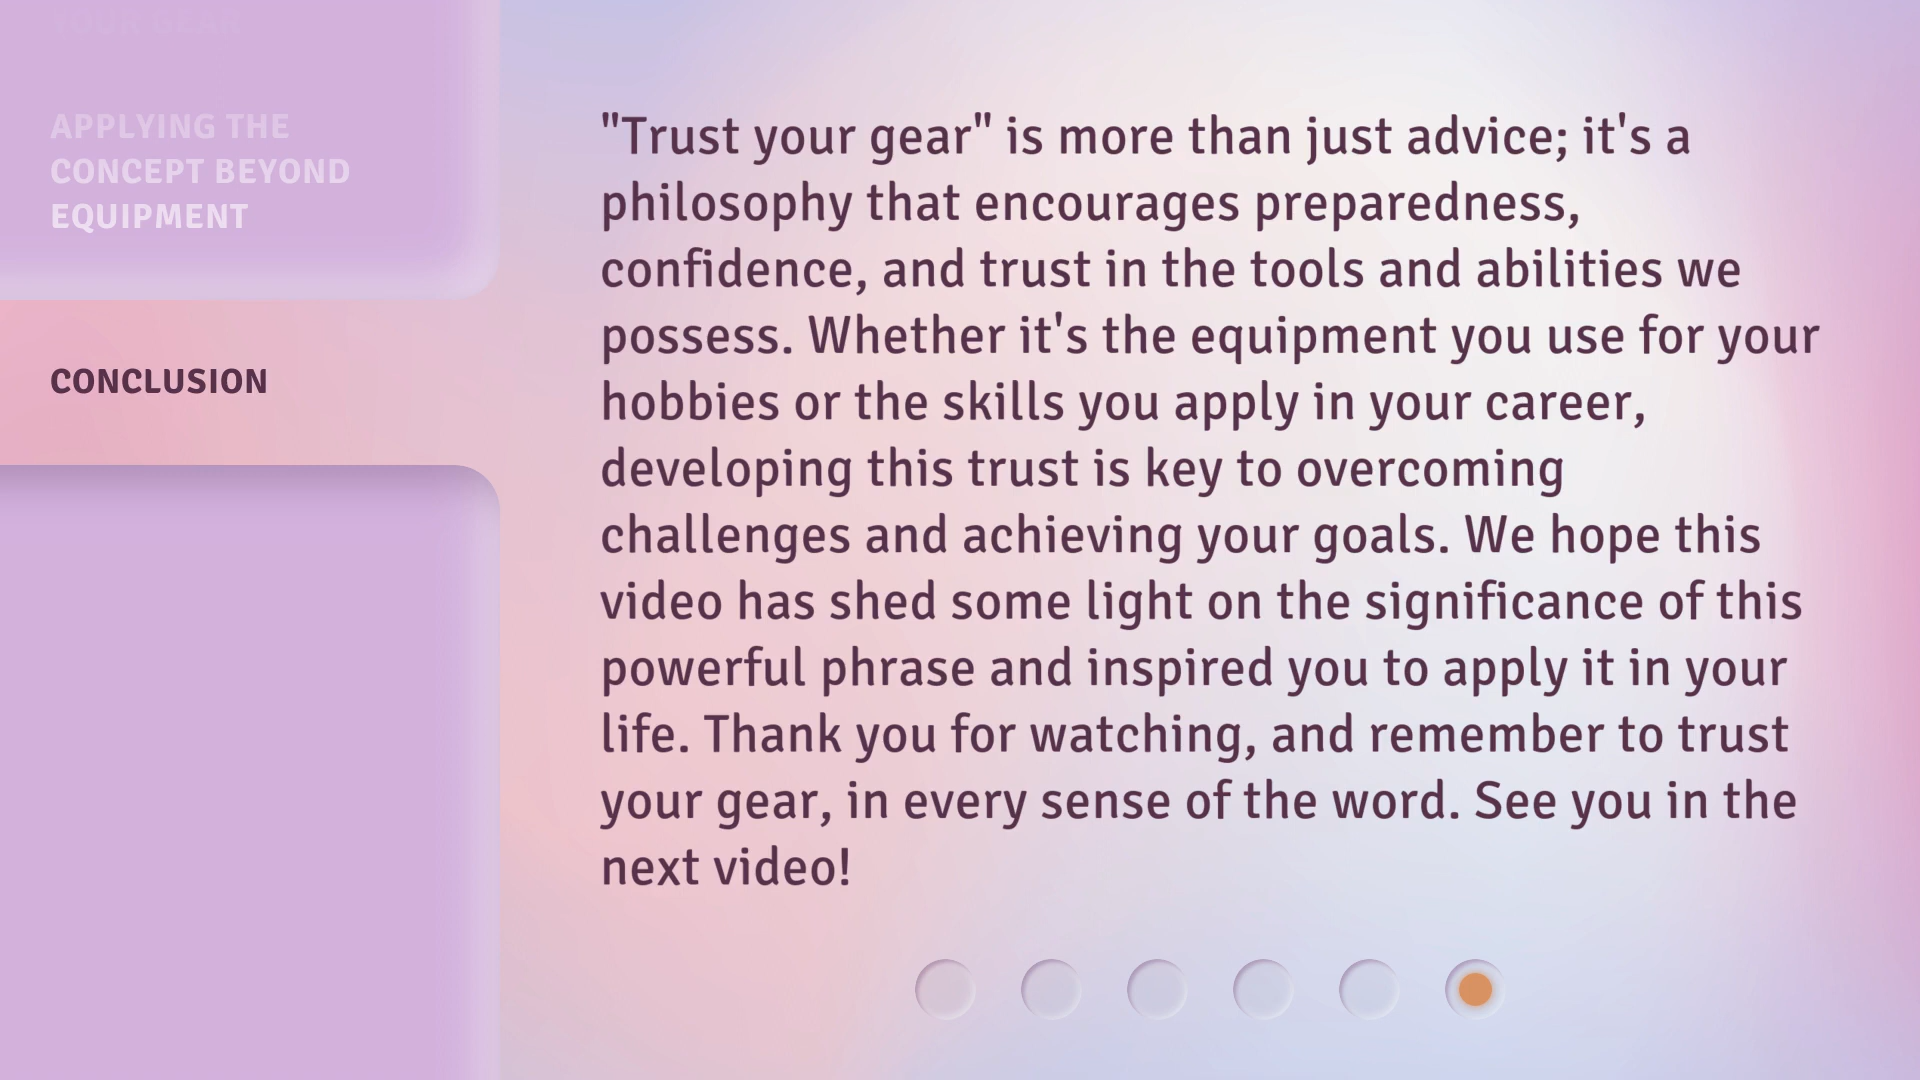 YOUR GEAR
APPLYING THE
CONCEPT BEYOND
EQUIPMENT
CONCLUSION
"Trust your gear" is more than just advice; it's a
philosophy that encourages preparedness,
confidence, and trust in the tools and abilities we
possess. Whether it's the equipment you use for your
hobbies or the skills you apply in your career,
developing this trust is key to overcoming
challenges and achieving your goals. We hope this
video has shed some light on the significance of this
powerful phrase and inspired you to apply it in your
life. Thank you for watching, and remember to trust
your gear, in every sense of the word. See you in the
next video!